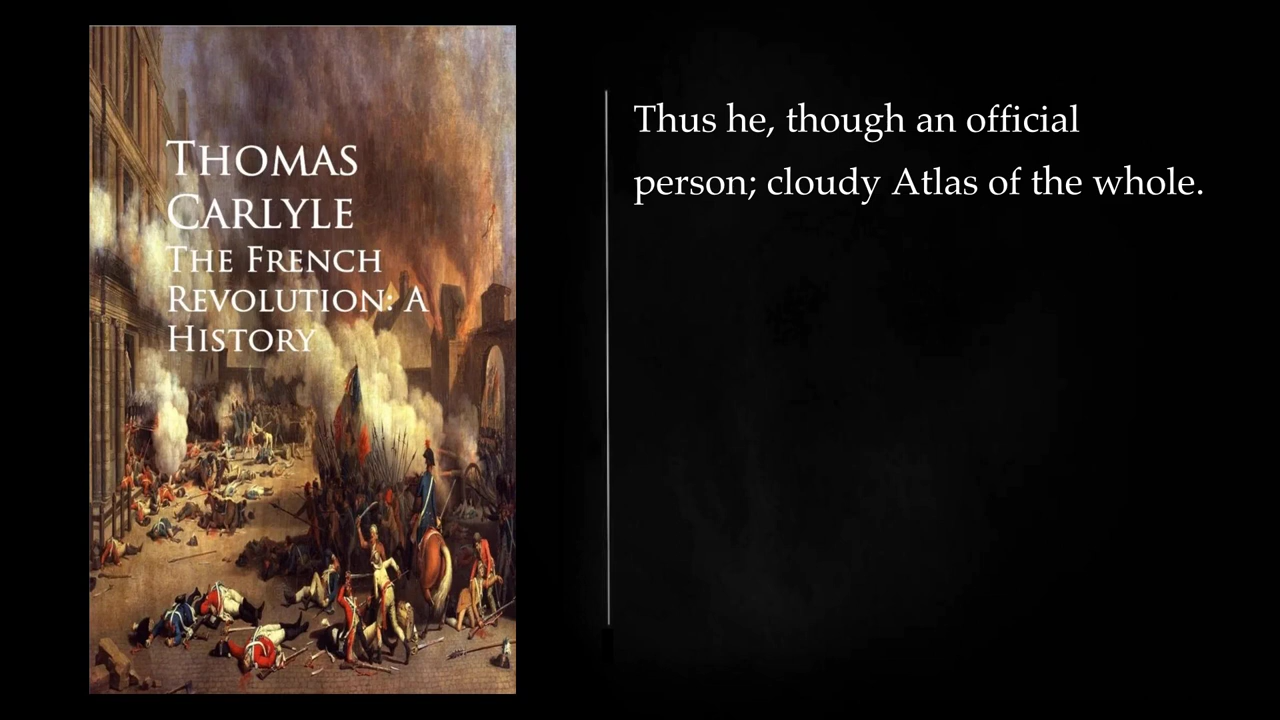 THOMAS
CARLYLE
THE FRENCH
REVOLUTION: A
HISTORY
Thus he, though an official
person; cloudy Atlas of the whole.